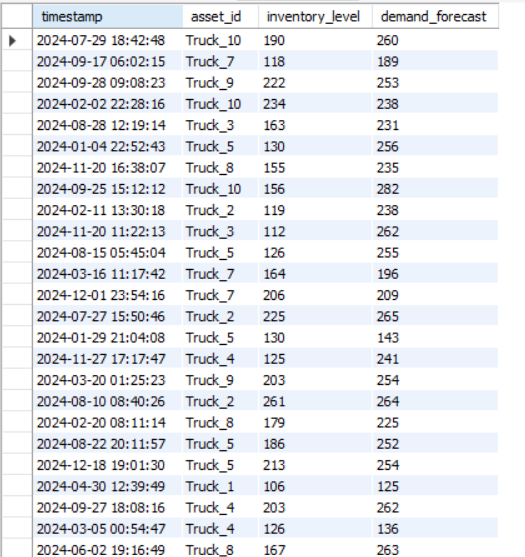 timestamp asset_id inventory_level demand_forecast
2024-07-29 18:42:48 Truck_10 190 260
2024-09-17 06:02:15 Truck_7 118 189
2024-09-28 09:08:23 Truck_9 222 253
2024-02-02 22:28:16 Truck_10 234 238
2024-08-28 12:19:14 Truck_3 163 231
2024-01-04 22:52:43 Truck_5 130 256
2024-11-20 16:38:07 Truck_8 155 235
2024-09-25 15:12:12 Truck_10 156 282
2024-02-11 13:30:18 Truck_2 119 238
2024-11-20 11:22:13 Truck_3 112 262
2024-08-15 05:45:04 Truck_5 126 255
2024-03-16 11:17:42 Truck_7 164 196
2024-12-01 23:54:16 Truck_7 206 209
2024-07-27 15:50:46 Truck_2 225 265
2024-01-29 21:04:08 Truck_5 130 143
2024-11-27 17:17:47 Truck_4 125 241
2024-03-20 01:25:23 Truck_9 203 254
2024-08-10 08:40:26 Truck_2 261 264
2024-02-20 08:11:14 Truck_8 179 225
2024-08-22 20:11:57 Truck_5 186 252
2024-12-18 19:01:30 Truck_5 213 254
2024-04-30 12:39:49 Truck_1 106 125
2024-09-27 18:08:16 Truck_4 203 262
2024-03-05 00:54:47 Truck_4 126 136
2024-06-02 19:16:49 Truck_8 167 263